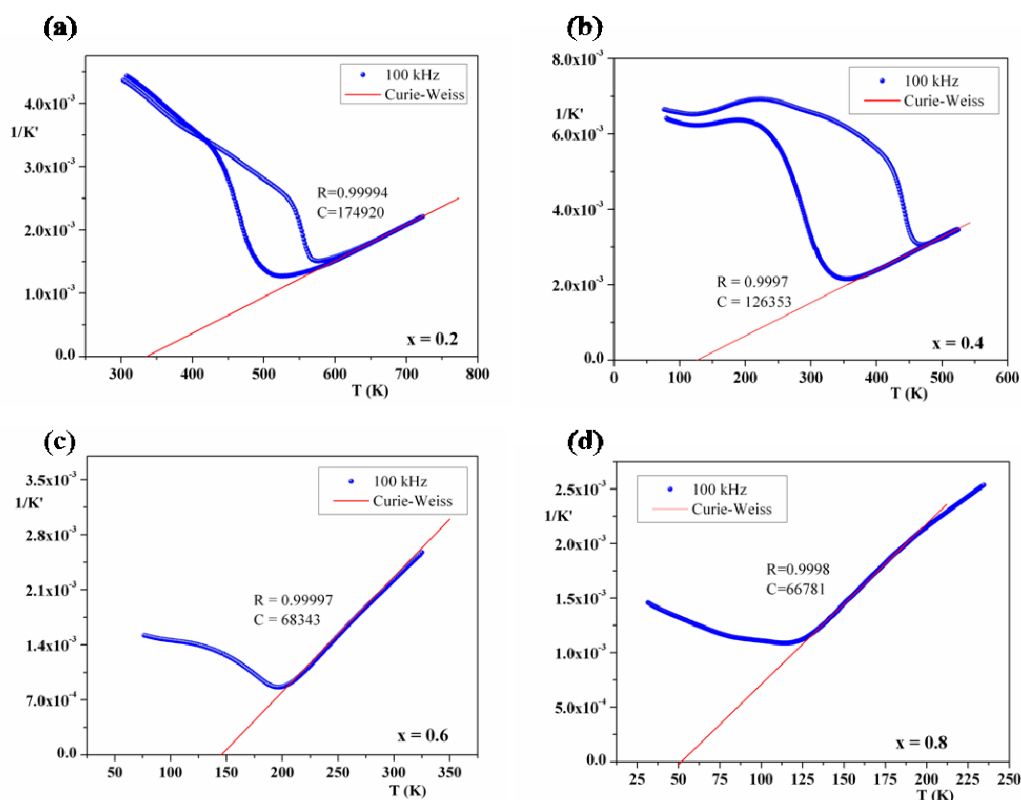 (a)
100 kHz
Curie-Weiss
4.0x10⁻³
1/K'
3.0x10⁻³
2.0x10⁻³
1.0x10⁻³
0.0
R=0.99994
C=174920
x = 0.2
300 400 500 600 700 800
T (K)
(b)
8.0x10⁻³
100 kHz
Curie-Weiss
1/K'
6.0x10⁻³
4.0x10⁻³
2.0x10⁻³
0.0
R = 0.9997
C = 126353
x = 0.4
0 100 200 300 400 500 600
T (K)
(c)
3.5x10⁻³
100 kHz
Curie-Weiss
1/K'
2.8x10⁻³
2.1x10⁻³
1.4x10⁻³
7.0x10⁻⁴
0.0
R = 0.99997
C = 68343
x = 0.6
50 100 150 200 250 300 350
T (K)
(d)
2.5x10⁻³
100 kHz
Curie-Weiss
1/K'
2.0x10⁻³
1.5x10⁻³
1.0x10⁻³
5.0x10⁻⁴
0.0
R=0.9998
C=66781
x = 0.8
25 50 75 100 125 150 175 200 225 250
T (K)